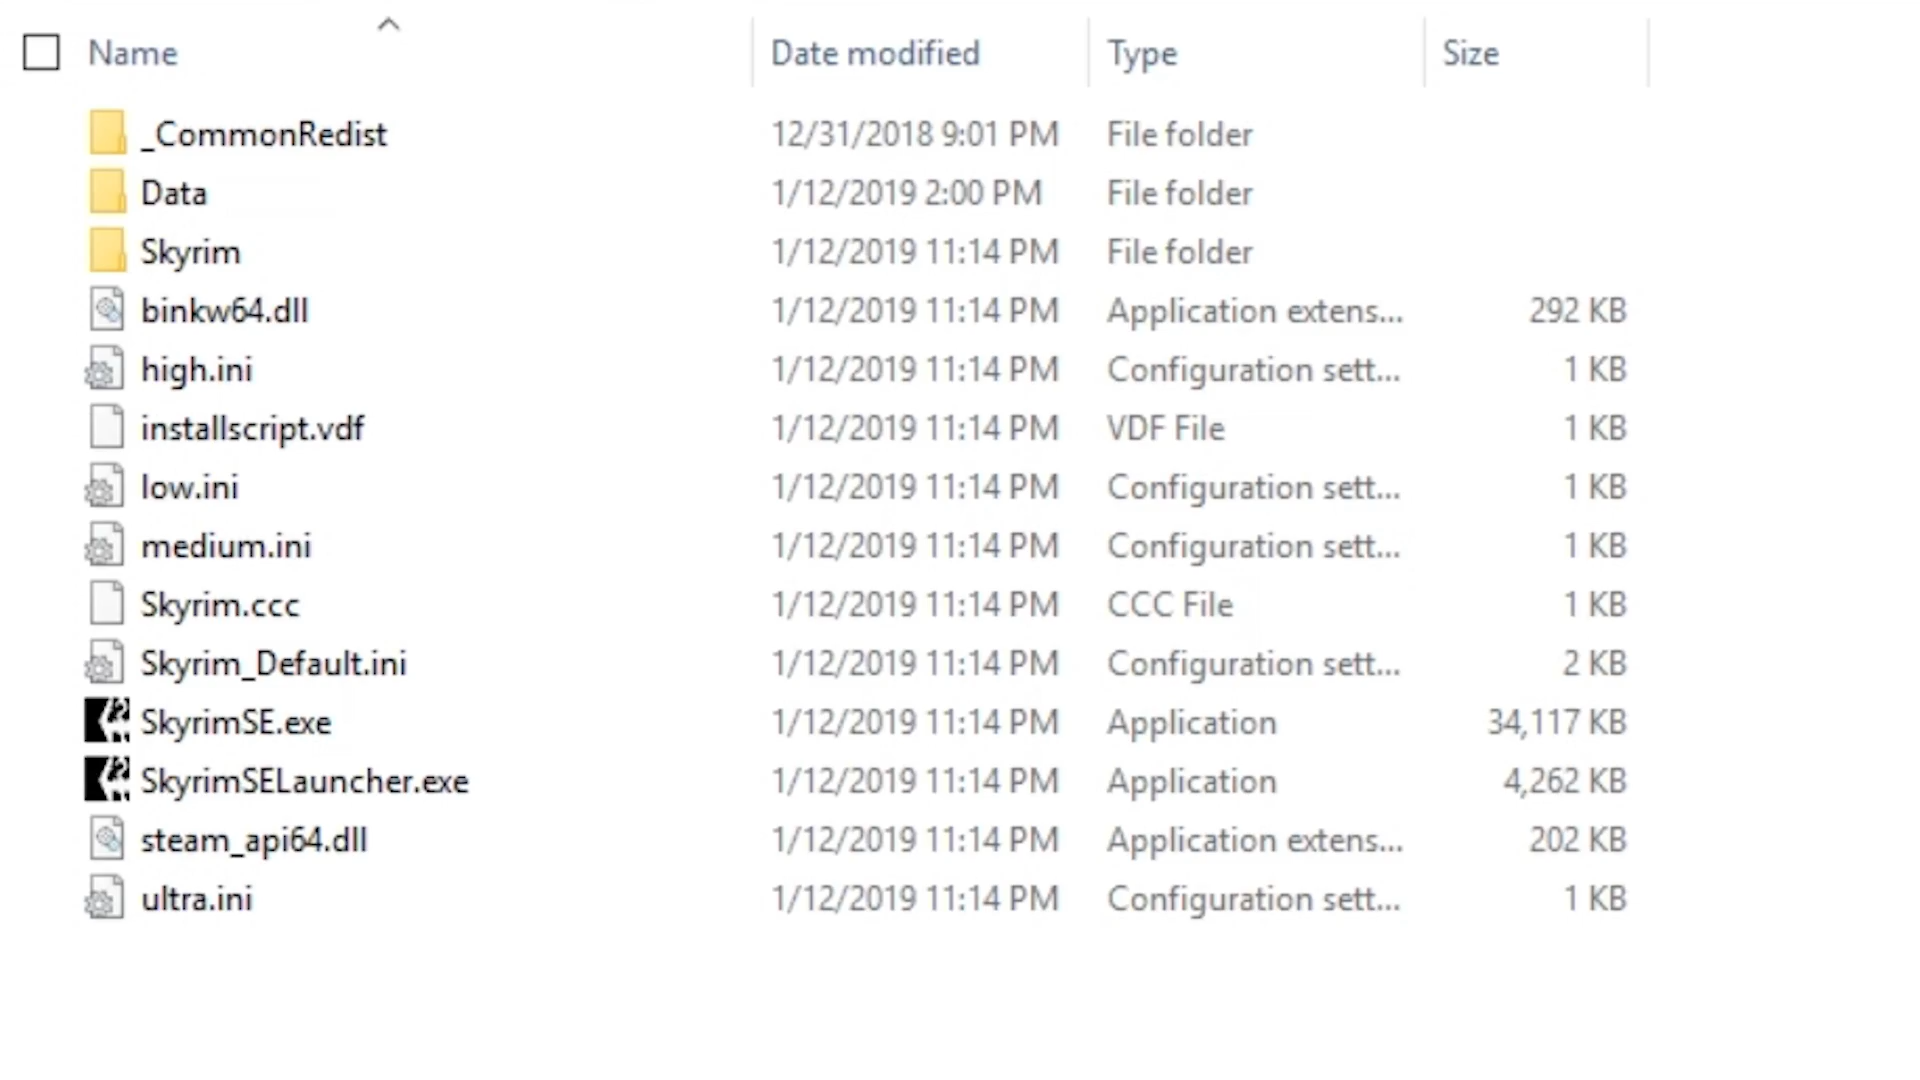 Name Date modified Type Size
_CommonRedist 12/31/2018 9:01 PM File folder
Data 1/12/2019 2:00 PM File folder
Skyrim 1/12/2019 11:14 PM File folder
binkw64.dll 1/12/2019 11:14 PM Application extens... 292 KB
high.ini 1/12/2019 11:14 PM Configuration sett... 1 KB
installscript.vdf 1/12/2019 11:14 PM VDF File 1 KB
low.ini 1/12/2019 11:14 PM Configuration sett... 1 KB
medium.ini 1/12/2019 11:14 PM Configuration sett... 1 KB
Skyrim.ccc 1/12/2019 11:14 PM CCC File 1 KB
Skyrim_Default.ini 1/12/2019 11:14 PM Configuration sett... 2 KB
SkyrimSE.exe 1/12/2019 11:14 PM Application 34,117 KB
SkyrimSELauncher.exe 1/12/2019 11:14 PM Application 4,262 KB
steam_api64.dll 1/12/2019 11:14 PM Application extens... 202 KB
ultra.ini 1/12/2019 11:14 PM Configuration sett... 1 KB